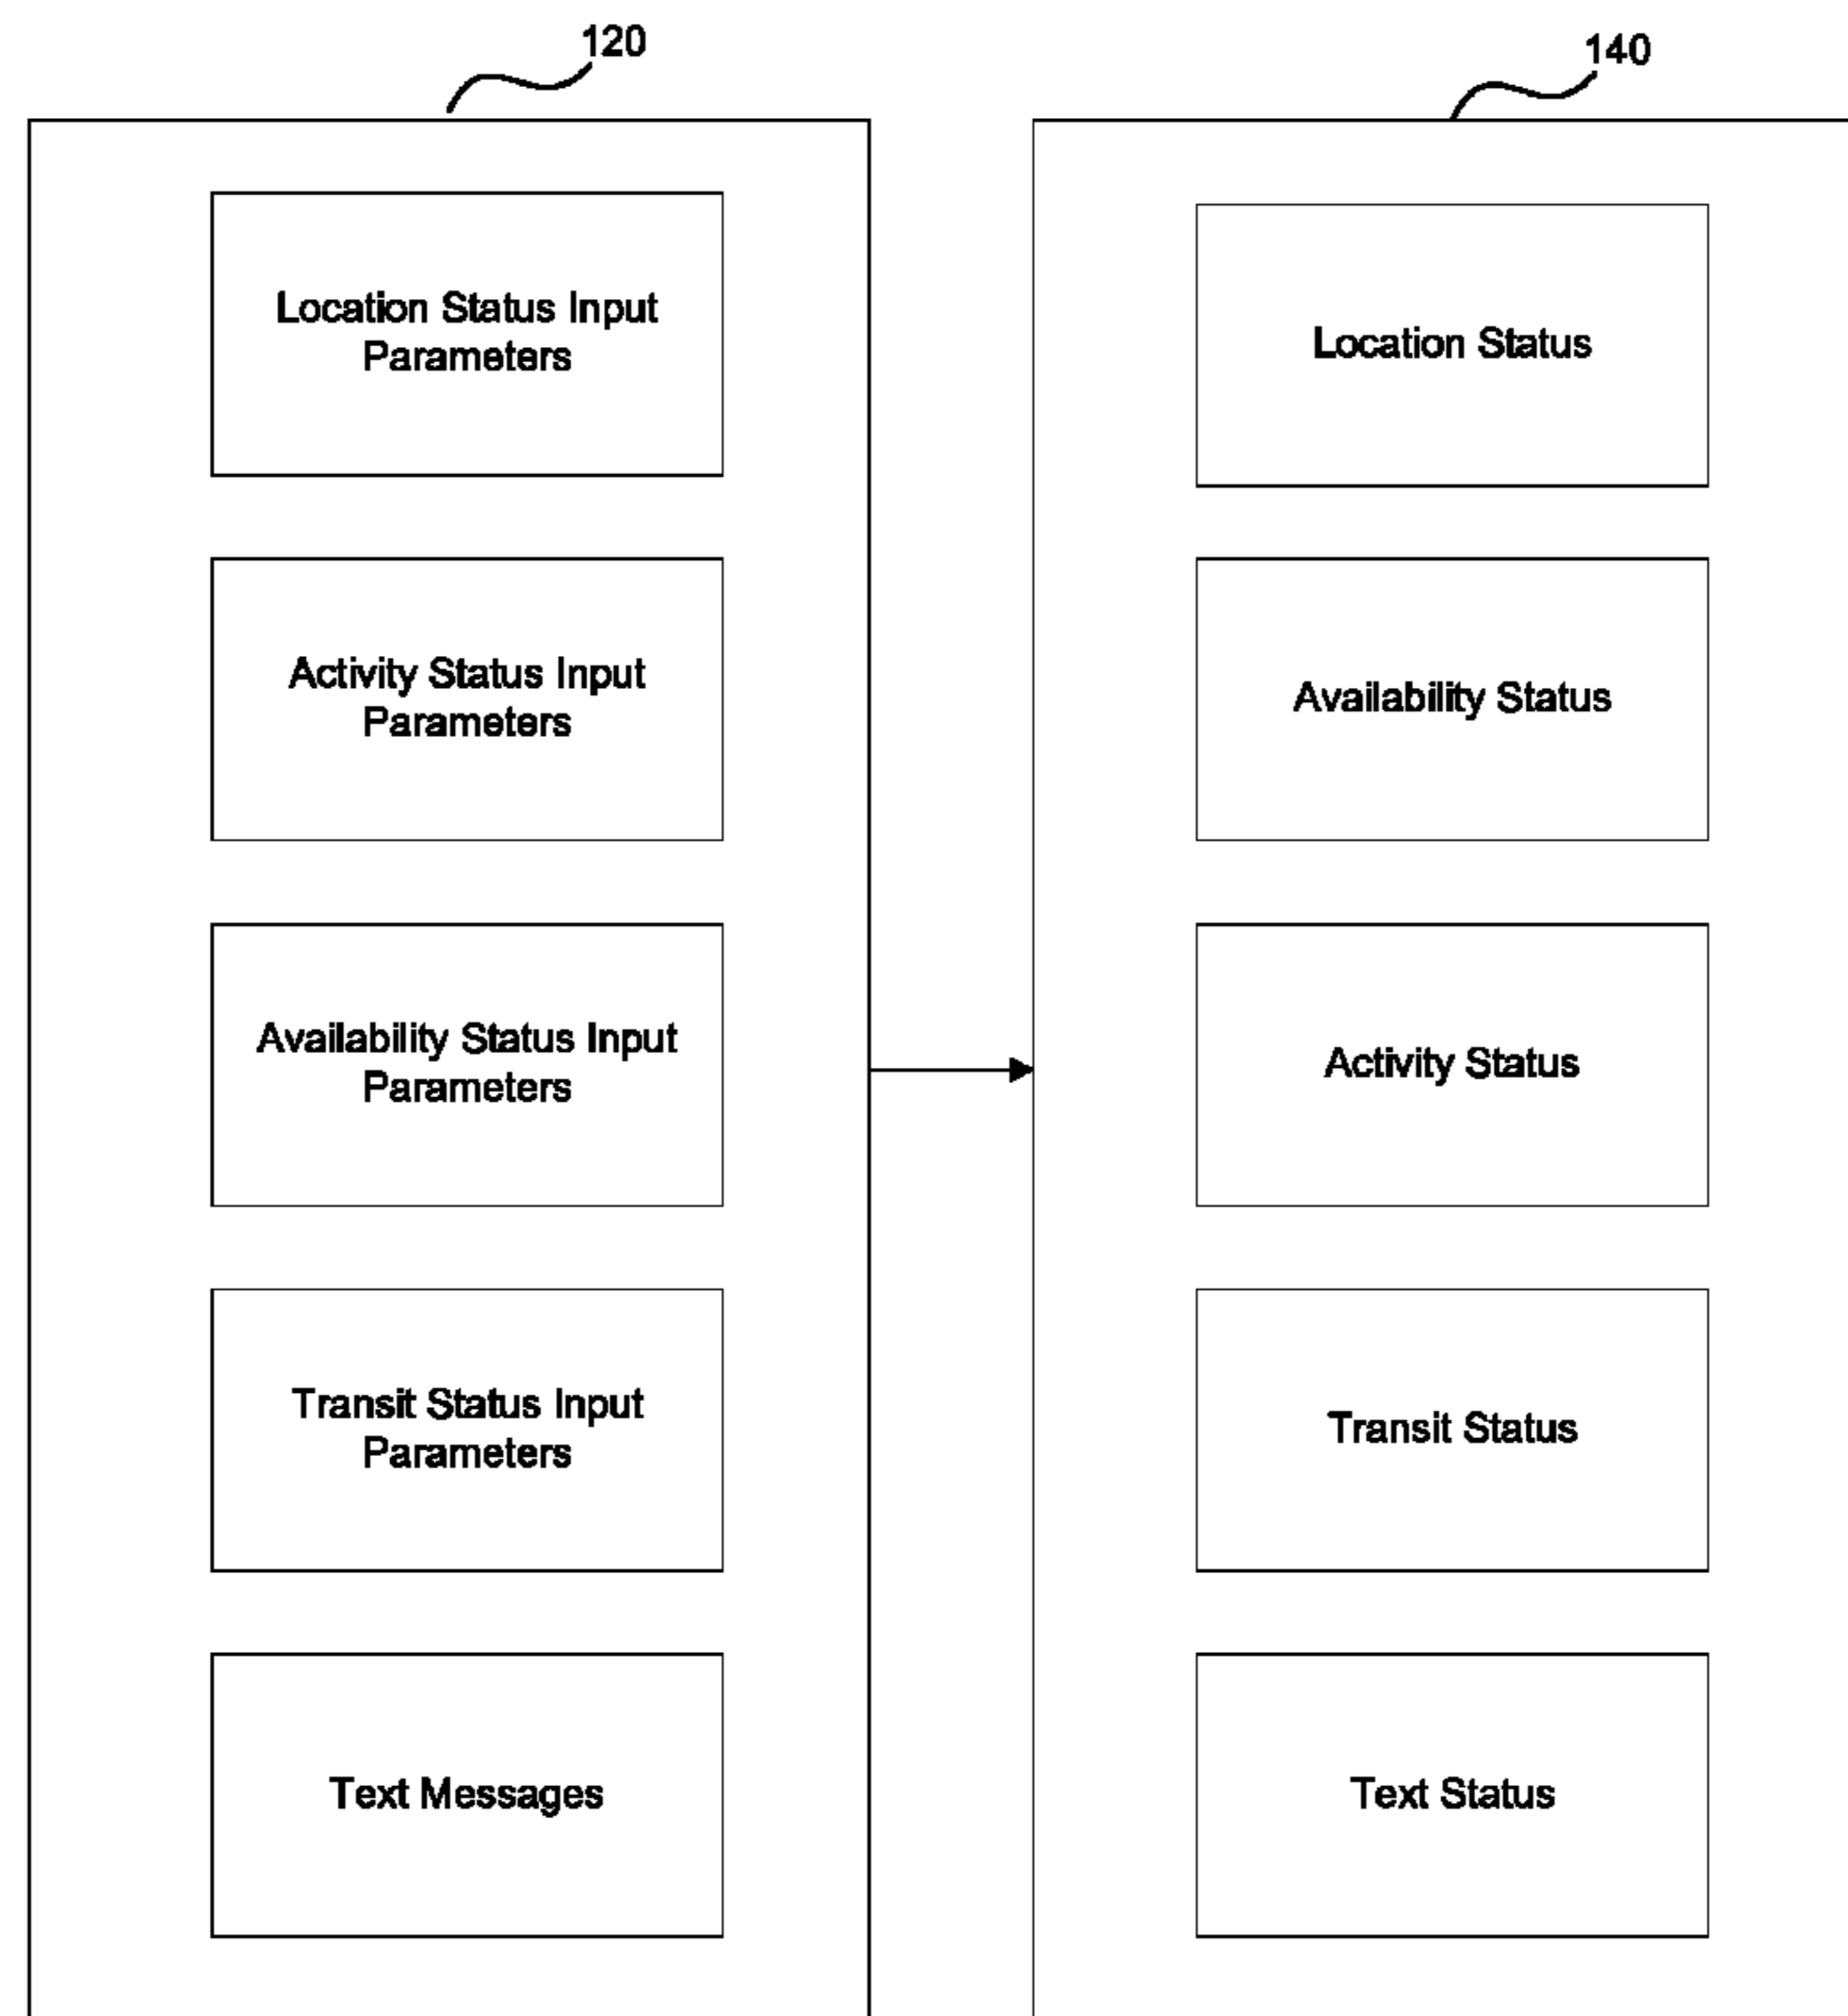 120
Location Status Input
Parameters
Activity Status Input
Parameters
Availability Status Input
Parameters
Transit Status Input
Parameters
Text Messages
140
Location Status
Availability Status
Activity Status
Transit Status
Text Status